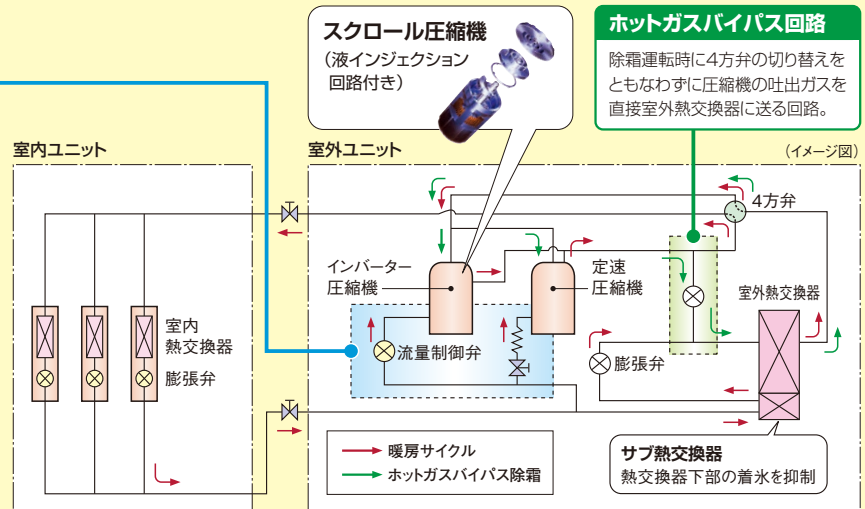 スクロール圧縮機
(液インジェクション
回路付き)
ホットガスバイパス回路
除霜運転時に4方弁の切り替えを
ともなわずに圧縮機の吐出ガスを
直接室外熱交換器に送る回路。
室内ユニット
室外ユニット
(イメージ図)
4方弁
インバーター
圧縮機
定速
圧縮機
室外熱交換器
室内
熱交換器
膨張弁
流量制御弁
膨張弁
暖房サイクル
ホットガスバイパス除霜
サブ熱交換器
熱交換器下部の着氷を抑制